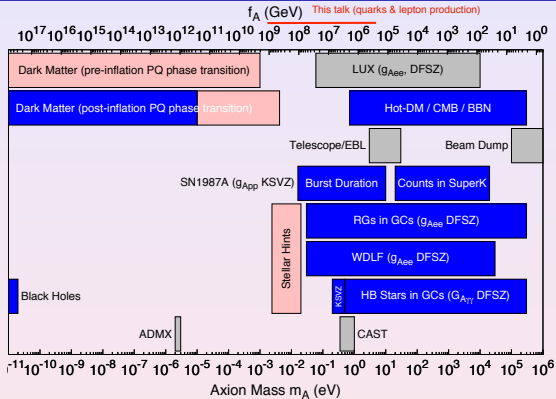 f_A (GeV) This talk (quarks & lepton production)
10^17 10^16 10^15 10^14 10^13 10^12 10^11 10^10 10^9 10^8 10^7 10^6 10^5 10^4 10^3 10^2 10^1 10^0
Dark Matter (pre-inflation PQ phase transition) LUX (g_Aee, DFSZ)
Dark Matter (post-inflation PQ phase transition) Hot-DM / CMB / BBN
Telescope/EBL Beam Dump
SN1987A (g_App KSVZ) Burst Duration Counts in SuperK
RGs in GCs (g_Aee DFSZ)
Stellar Hints
WDLF (g_Aee DFSZ)
Black Holes KSVZ HB Stars in GCs (G_Aγγ DFSZ)
ADMX CAST
-11 10^-10 10^-9 10^-8 10^-7 10^-6 10^-5 10^-4 10^-3 10^-2 10^-1 10^0 10^1 10^2 10^3 10^4 10^5 10^6
Axion Mass m_A (eV)